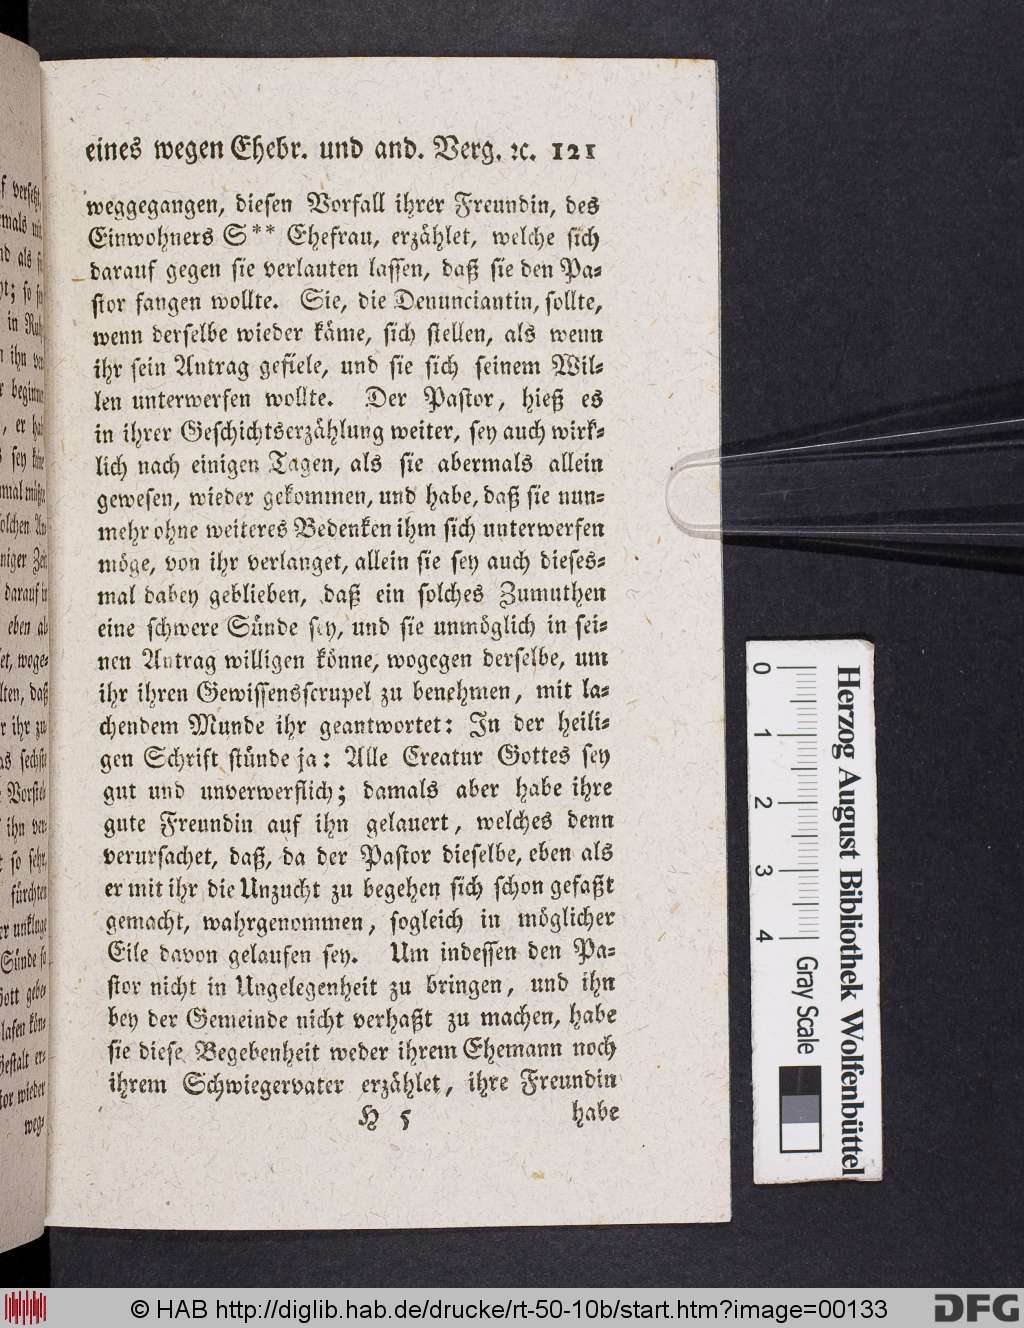 eines wegen Ehebr. und and. Verg. ꝛc. 121
weggegangen, diesen Vorfall ihrer Freundin, des
Einwohners S** Ehefrau, erzählet, welche sich
darauf gegen sie verlauten lassen, daß sie den Pa-
stor fangen wollte. Sie, die Denunciantin, sollte,
wenn derselbe wieder käme, sich stellen, als wenn
ihr sein Antrag gefiele, und sie sich seinem Wil-
len unterwerfen wollte. Der Pastor, hieß es
in ihrer Geschichtserzählung weiter, sey auch wirk-
lich nach einigen Tagen, als sie abermals allein
gewesen, wieder gekommen, und habe, daß sie nun-
mehr ohne weiteres Bedenken ihm sich unterwerfen
möge, von ihr verlanget, allein sie sey auch dieses-
mal dabey geblieben, daß ein solches Zumuthen
eine schwere Sünde sey, und sie unmöglich in sei-
nen Antrag willigen könne, wogegen derselbe, um
ihr ihren Gewissensscrupel zu benehmen, mit la-
chendem Munde ihr geantwortet: In der heili-
gen Schrift stünde ja: Alle Creatur Gottes sey
gut und unverwerflich; damals aber habe ihre
gute Freundin auf ihn gelauert, welches denn
verursachet, daß, da der Pastor dieselbe, eben als
er mit ihr die Unzucht zu begehen sich schon gefaßt
gemacht, wahrgenommen, sogleich in möglicher
Eile davon gelaufen sey. Um indessen den Pa-
stor nicht in Ungelegenheit zu bringen, und ihn
bey der Gemeinde nicht verhaßt zu machen, habe
sie diese Begebenheit weder ihrem Ehemann noch
ihrem Schwiegervater erzählet, ihre Freundin
H 5 habe
0 1 2 3 4 Gray Scale
Herzog August Bibliothek Wolfenbüttel
© HAB http://diglib.hab.de/drucke/rt-50-10b/start.htm?image=00133
DFG